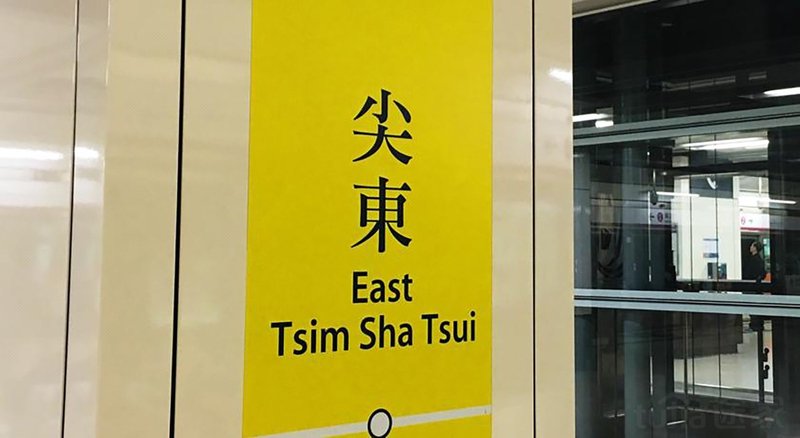 尖東
East
Tsim Sha Tsui